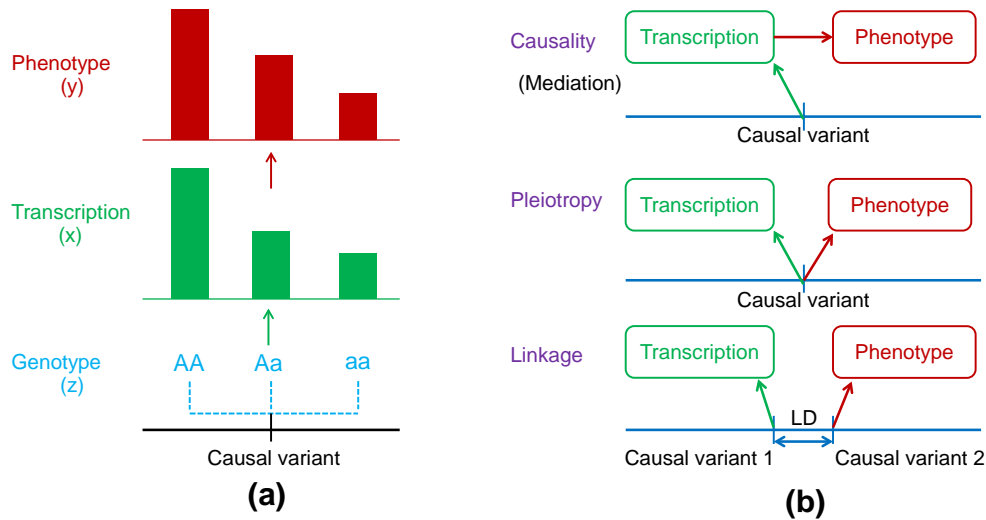 Phenotype
(y)
Transcription
(x)
Genotype
(z)
AA Aa aa
Causal variant
(a)
Causality
(Mediation)
Transcription
Phenotype
Causal variant
Pleiotropy
Transcription
Phenotype
Causal variant
Linkage
Transcription
Phenotype
LD
Causal variant 1
Causal variant 2
(b)